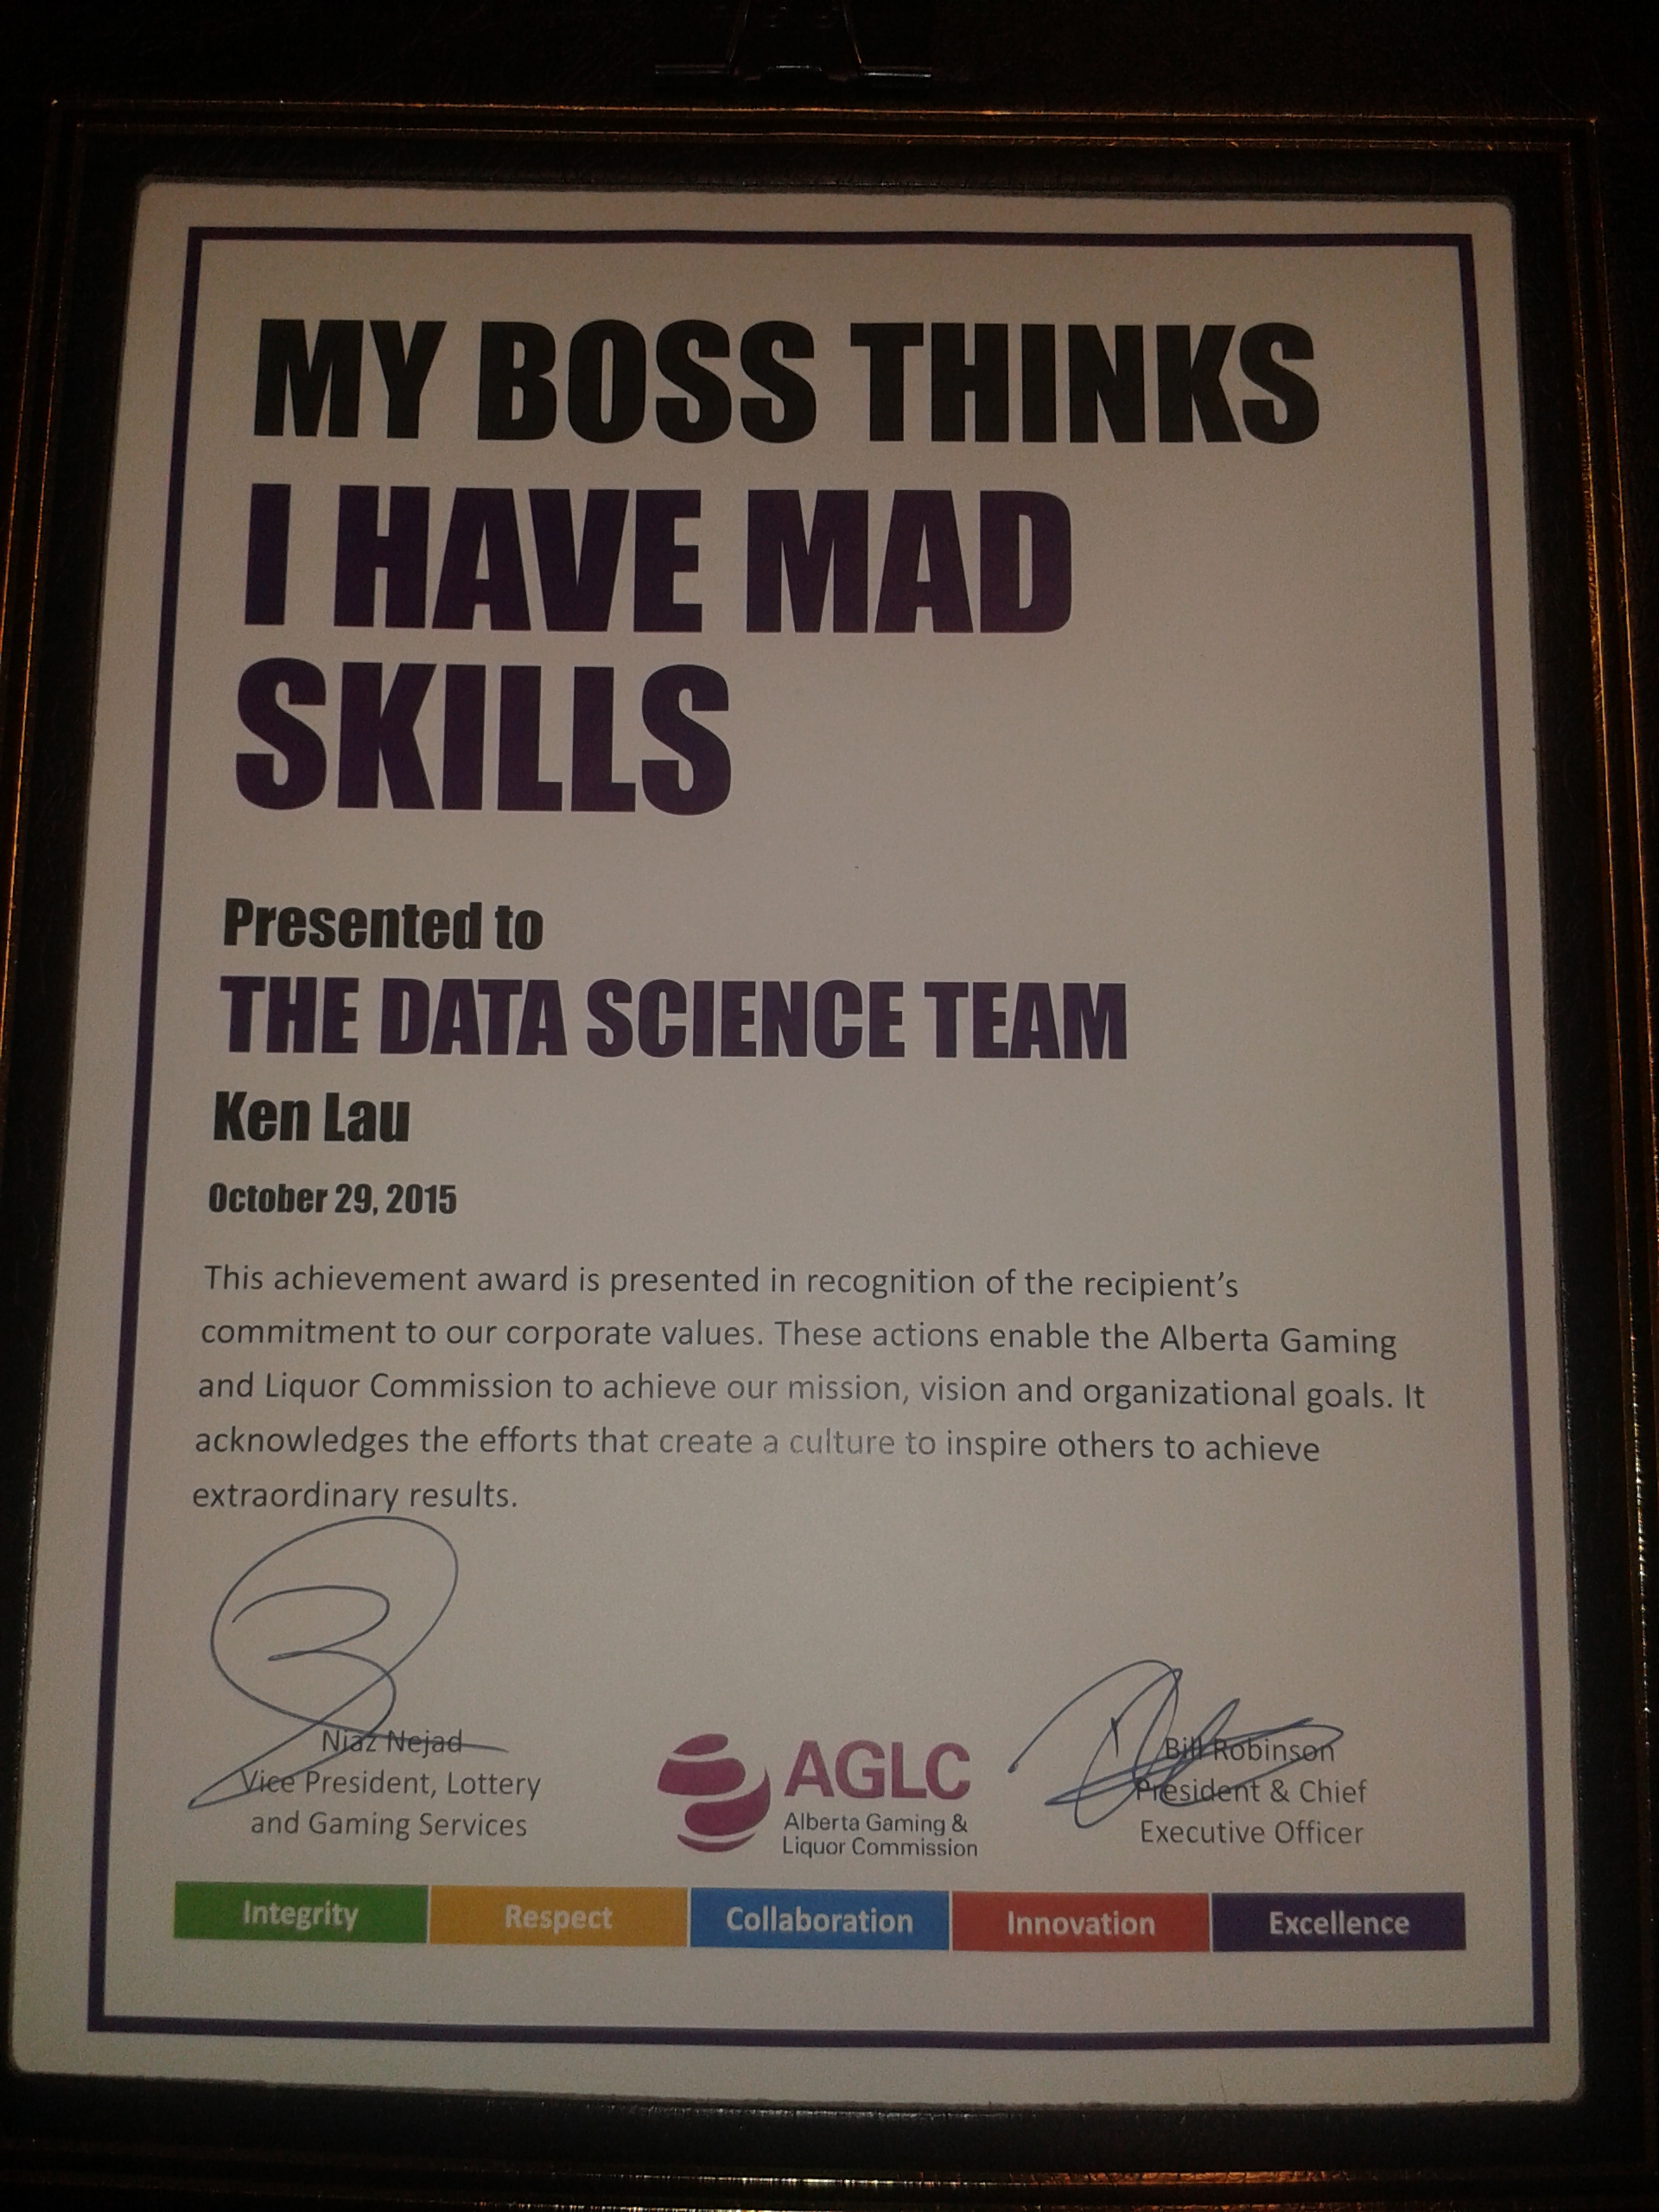 MY BOSS THINKS
I HAVE MAD
SKILLS
Presented to
THE DATA SCIENCE TEAM
Ken Lau
October 29, 2015
This achievement award is presented in recognition of the recipient’s
commitment to our corporate values. These actions enable the Alberta Gaming
and Liquor Commission to achieve our mission, vision and organizational goals. It
acknowledges the efforts that create a culture to inspire others to achieve
extraordinary results.
Niaz Nejad
Vice President, Lottery
and Gaming Services
AGLC
Alberta Gaming &
Liquor Commission
Bill Robinson
President & Chief
Executive Officer
Integrity Respect Collaboration Innovation Excellence